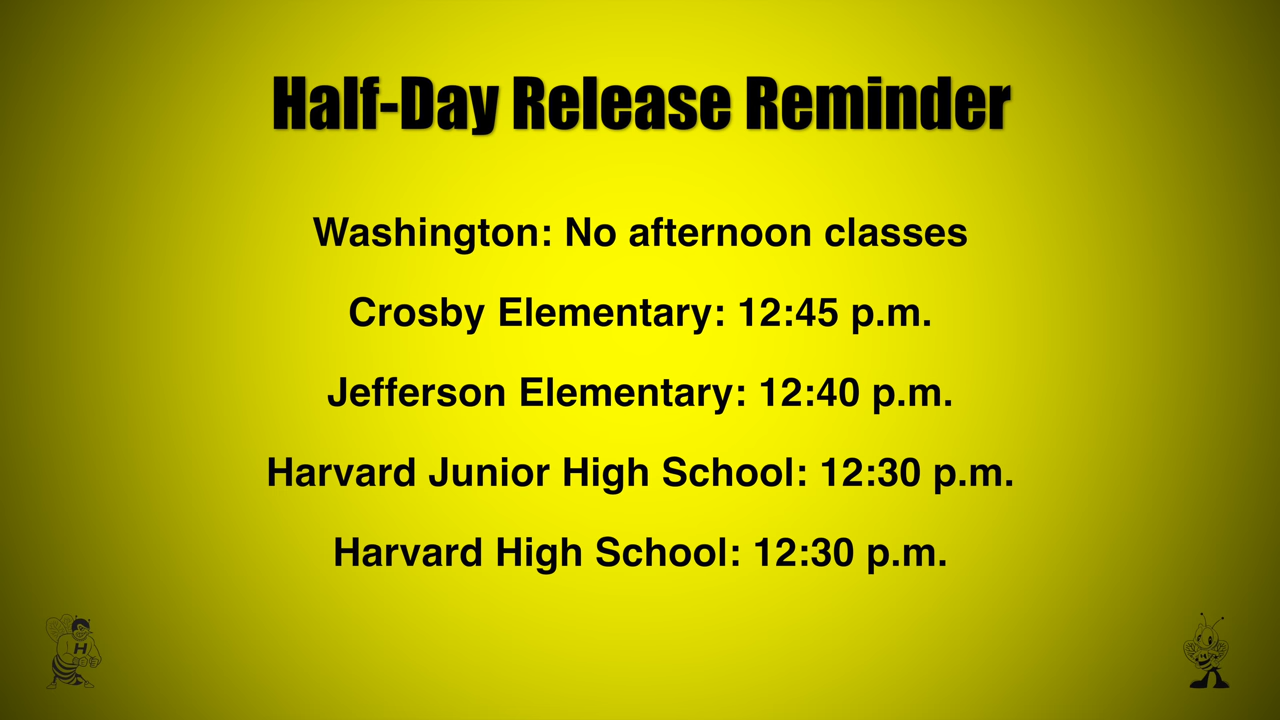 Half-Day Release Reminder
Washington: No afternoon classes
Crosby Elementary: 12:45 p.m.
Jefferson Elementary: 12:40 p.m.
Harvard Junior High School: 12:30 p.m.
Harvard High School: 12:30 p.m.
H